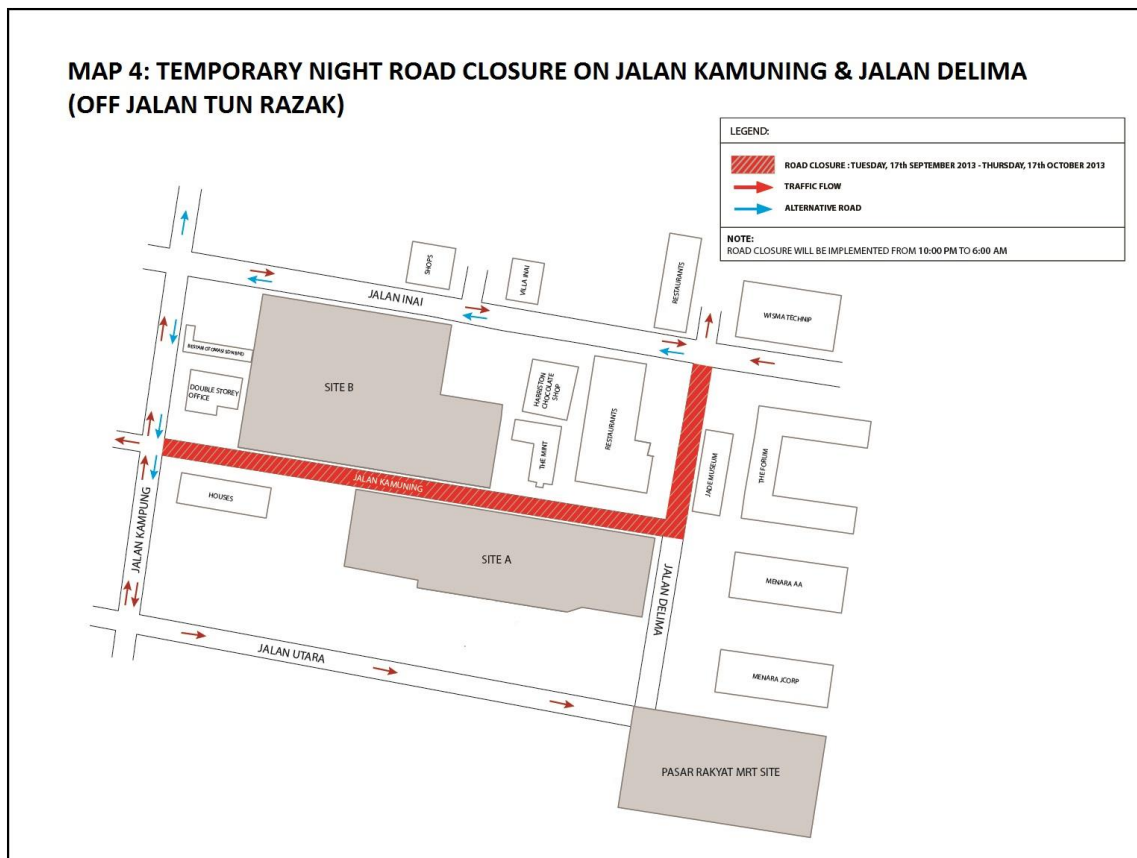 MAP 4: TEMPORARY NIGHT ROAD CLOSURE ON JALAN KAMUNING & JALAN DELIMA
(OFF JALAN TUN RAZAK)
LEGEND:
ROAD CLOSURE : TUESDAY, 17th SEPTEMBER 2013 - THURSDAY, 17th OCTOBER 2013
TRAFFIC FLOW
ALTERNATIVE ROAD
NOTE:
ROAD CLOSURE WILL BE IMPLEMENTED FROM 10:00 PM TO 6:00 AM
SHOPS
VILLA INAI
RESTAURANTS
WISMA TECHNIP
JALAN INAI
DOUBLE STOREY
OFFICE
SITE B
HARRISTON
CHOCOLATE
SHOP
RESTAURANTS
THE MINT
JADE MUSEUM
THE FORUM
JALAN KAMUNING
HOUSES
JALAN KAMPUNG
SITE A
JALAN DELIMA
MENARA AA
JALAN UTARA
MENARA JCORP
PASAR RAKYAT MRT SITE